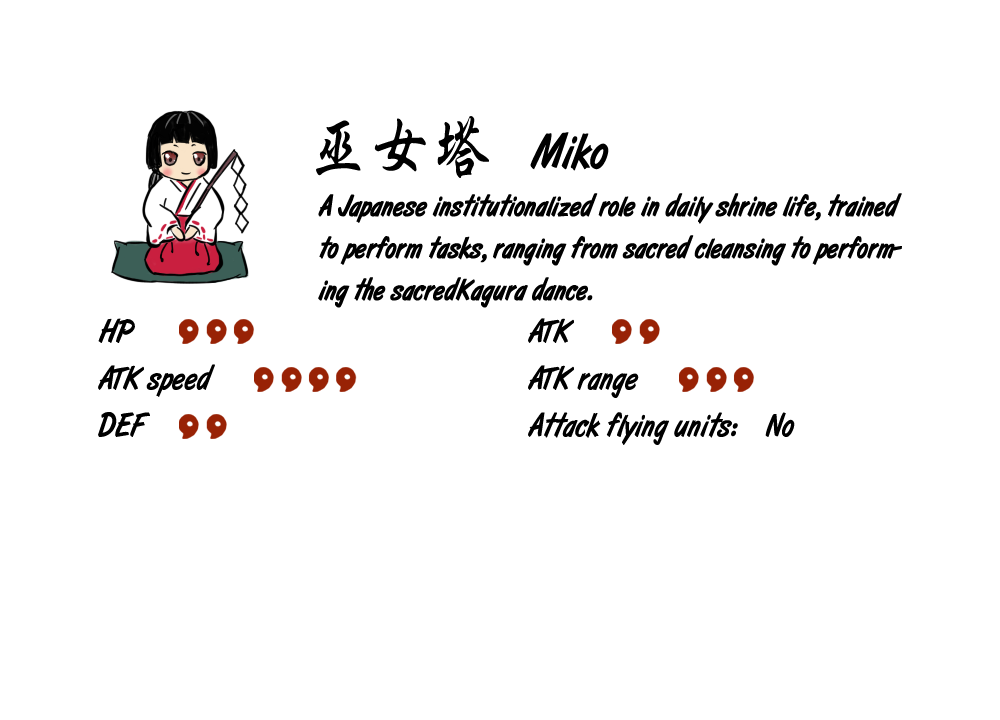 巫女塔 Miko
A Japanese institutionalized role in daily shrine life, trained
to perform tasks, ranging from sacred cleansing to perform-
ing the sacredKagura dance.
HP ATK
ATK speed ATK range
DEF Attack flying units: No